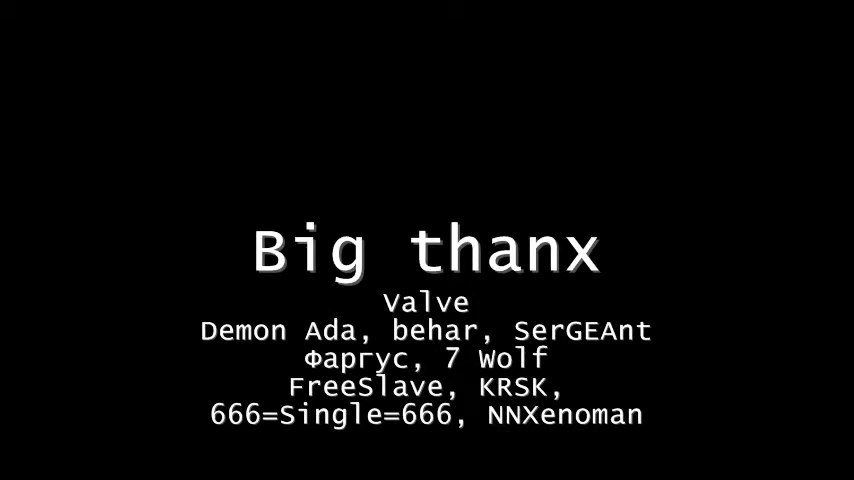 Big thanx
Valve
Demon Ada, behar, SerGEAnt
Фаргус, 7 Wolf
FreeSlave, KRSK,
666=Single=666, NNXenoman